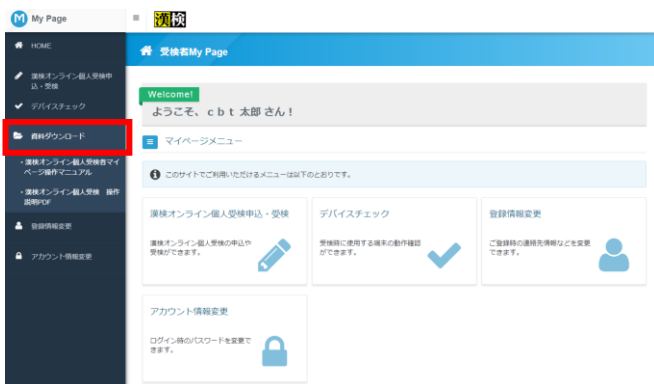 M My Page
漢検
HOME
受検者My Page
漢検オンライン個人受検申
込・受検
デバイスチェック
資料ダウンロード
・漢検オンライン個人受検者マイ
ページ操作マニュアル
・漢検オンライン個人受検 操作
説明PDF
登録情報変更
アカウント情報変更
Welcome!
ようこそ、ｃｂｔ 太郎 さん！
マイページメニュー
このサイトでご利用いただけるメニューは以下のとおりです。
漢検オンライン個人受検申込・受検
漢検オンライン個人受検の申込や
受検ができます。
デバイスチェック
受検時に使用する端末の動作確認
ができます。
登録情報変更
ご登録時の連絡先情報などを変更
できます。
アカウント情報変更
ログイン時のパスワードを変更で
きます。